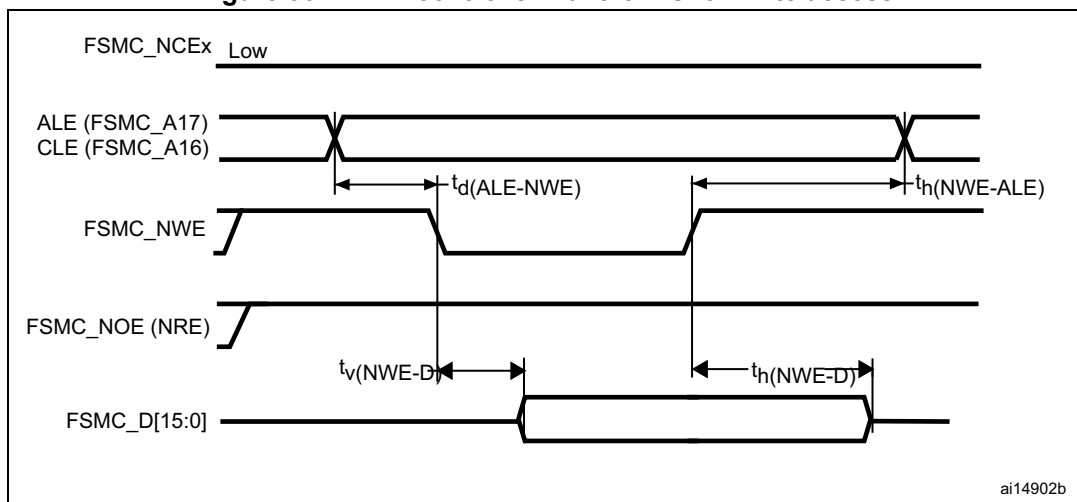 FSMC_NCEx Low
ALE (FSMC_A17)
CLE (FSMC_A16)
td(ALE-NWE)
th(NWE-ALE)
FSMC_NWE
FSMC_NOE (NRE)
tv(NWE-D)
th(NWE-D)
FSMC_D[15:0]
ai14902b